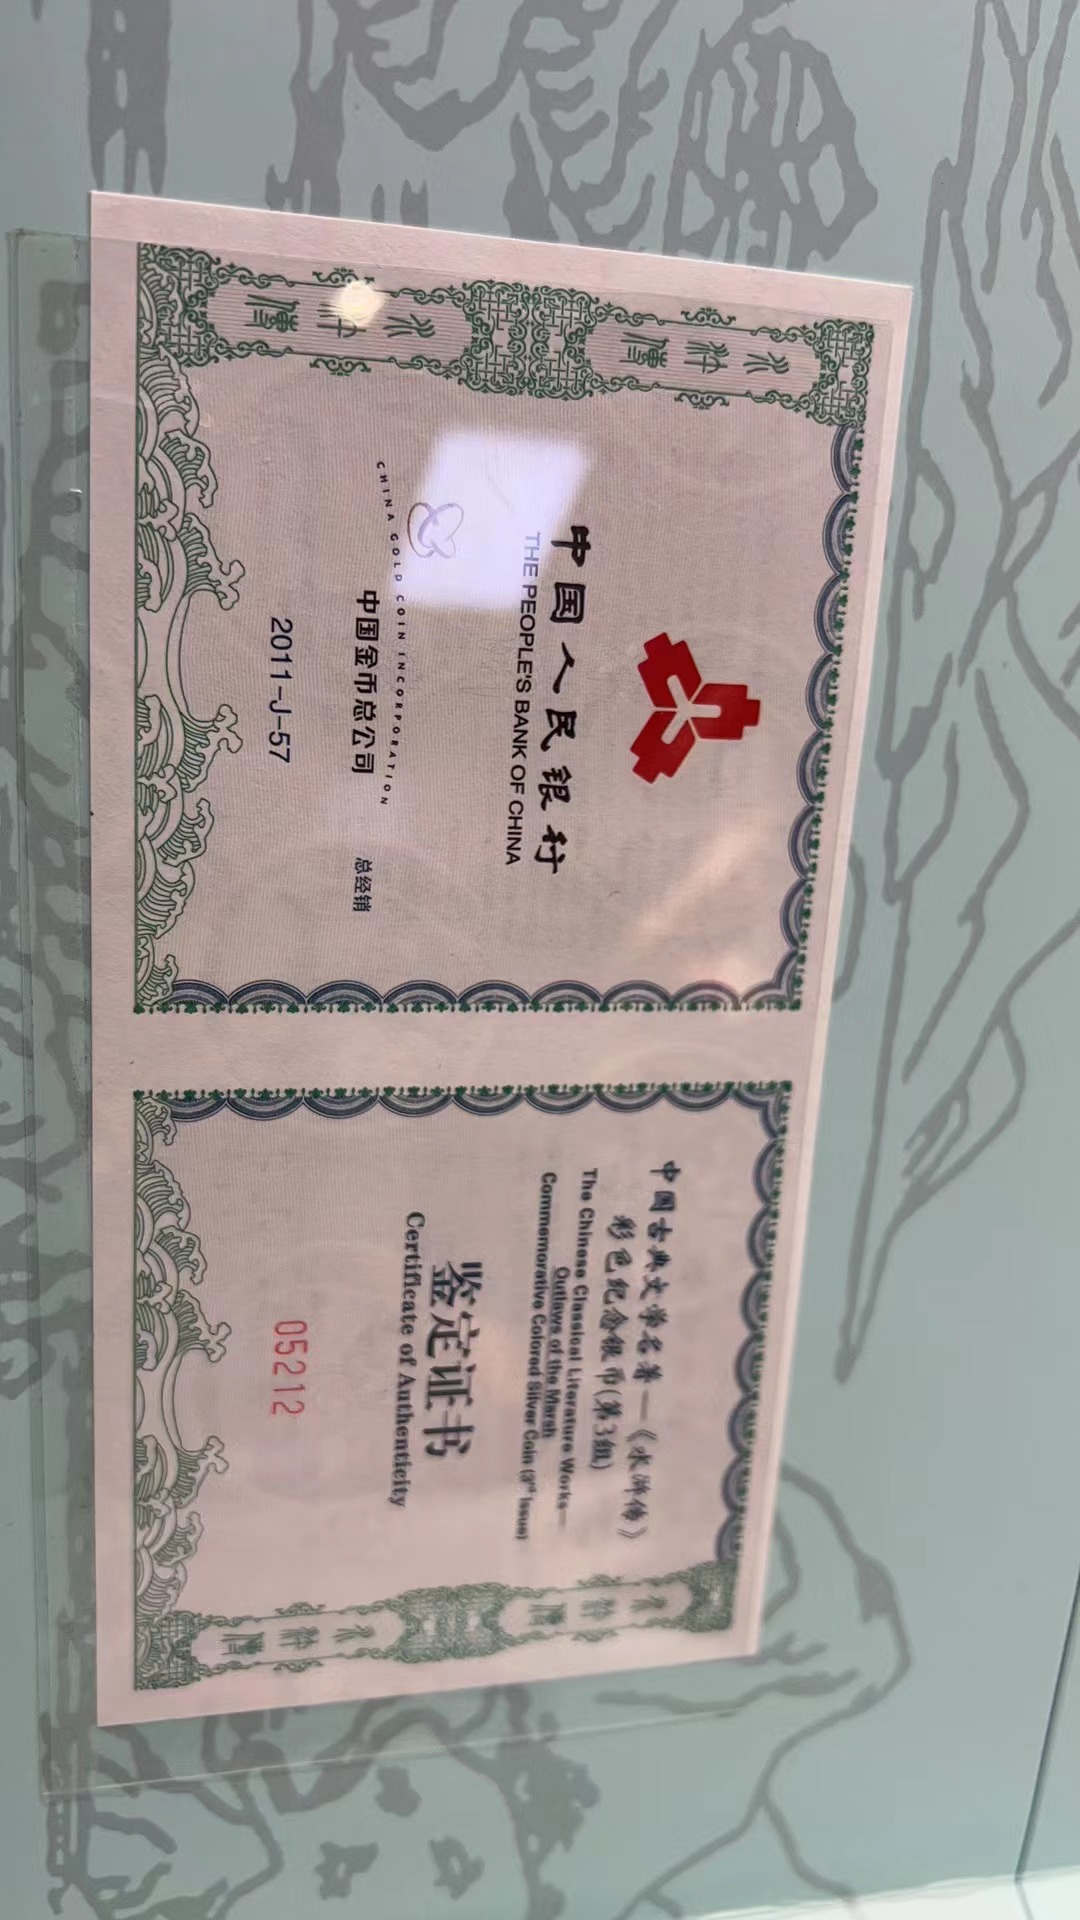 水浒传
水浒传
中国人民银行
THE PEOPLE'S BANK OF CHINA
CHINA GOLD COIN INCORPORATION
中国金币总公司 总经销
2011-J-57
中国古典文学名著——《水浒传》
彩色纪念银币(第3组)
The Chinese Classical Literature Works—
Outlaws of the Marsh
Commemorative Colored Silver Coin (3rd Issue)
鉴定证书
Certificate of Authenticity
05212
水浒传
水浒传